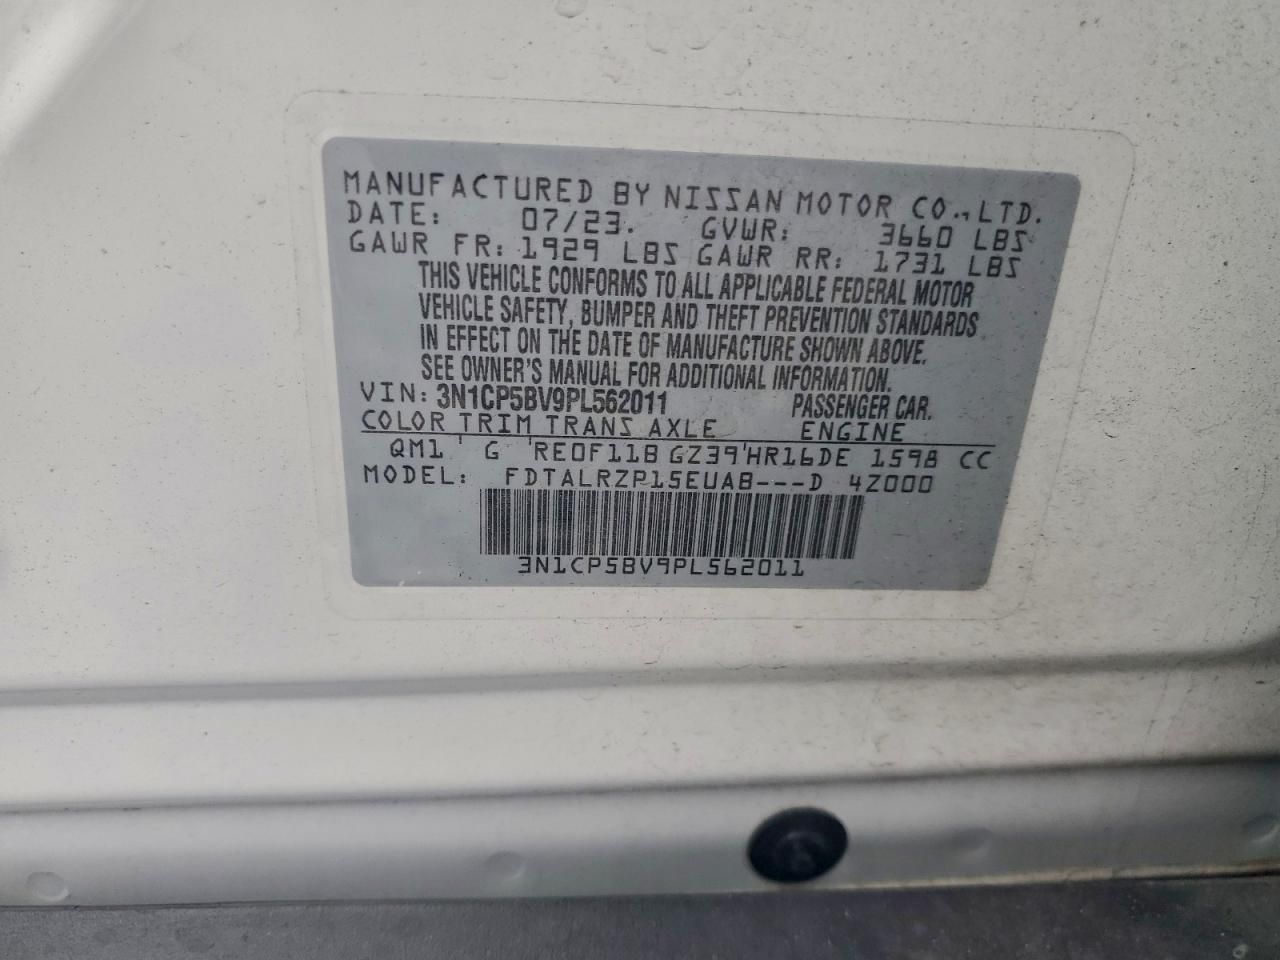 MANUFACTURED BY NISSAN MOTOR CO., LTD.
DATE: 07/23. GVWR: 3660 LBS
GAWR FR: 1929 LBS GAWR RR: 1731 LBS
THIS VEHICLE CONFORMS TO ALL APPLICABLE FEDERAL MOTOR
VEHICLE SAFETY, BUMPER AND THEFT PREVENTION STANDARDS
IN EFFECT ON THE DATE OF MANUFACTURE SHOWN ABOVE.
SEE OWNER'S MANUAL FOR ADDITIONAL INFORMATION.
VIN: 3N1CP5BV9PL562011 PASSENGER CAR.
COLOR TRIM TRANS AXLE ENGINE
QM1 ' G 'RE0F11B GZ39'HR16DE 1598 CC
MODEL: FDTALRZP15EUAB---D 4Z000
3N1CP5BV9PL562011